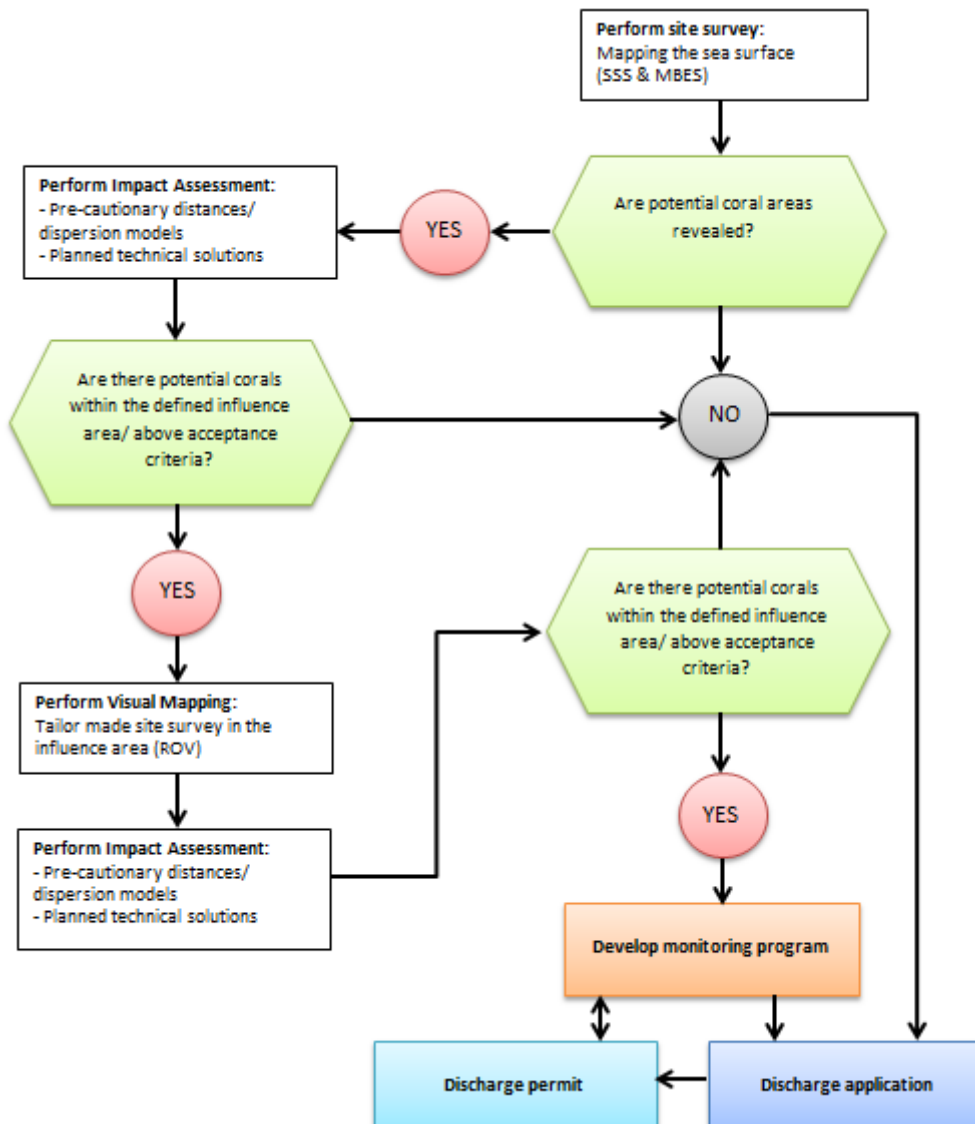 Perform site survey:
Mapping the sea surface
(SSS & MBES)
Are potential coral areas
revealed?
YES
Perform Impact Assessment:
- Pre-cautionary distances/
dispersion models
- Planned technical solutions
Are there potential corals
within the defined influence
area/ above acceptance
criteria?
NO
YES
Perform Visual Mapping:
Tailor made site survey in the
influence area (ROV)
Perform Impact Assessment:
- Pre-cautionary distances/
dispersion models
- Planned technical solutions
Are there potential corals
within the defined influence
area/ above acceptance
criteria?
YES
Develop monitoring program
Discharge permit
Discharge application